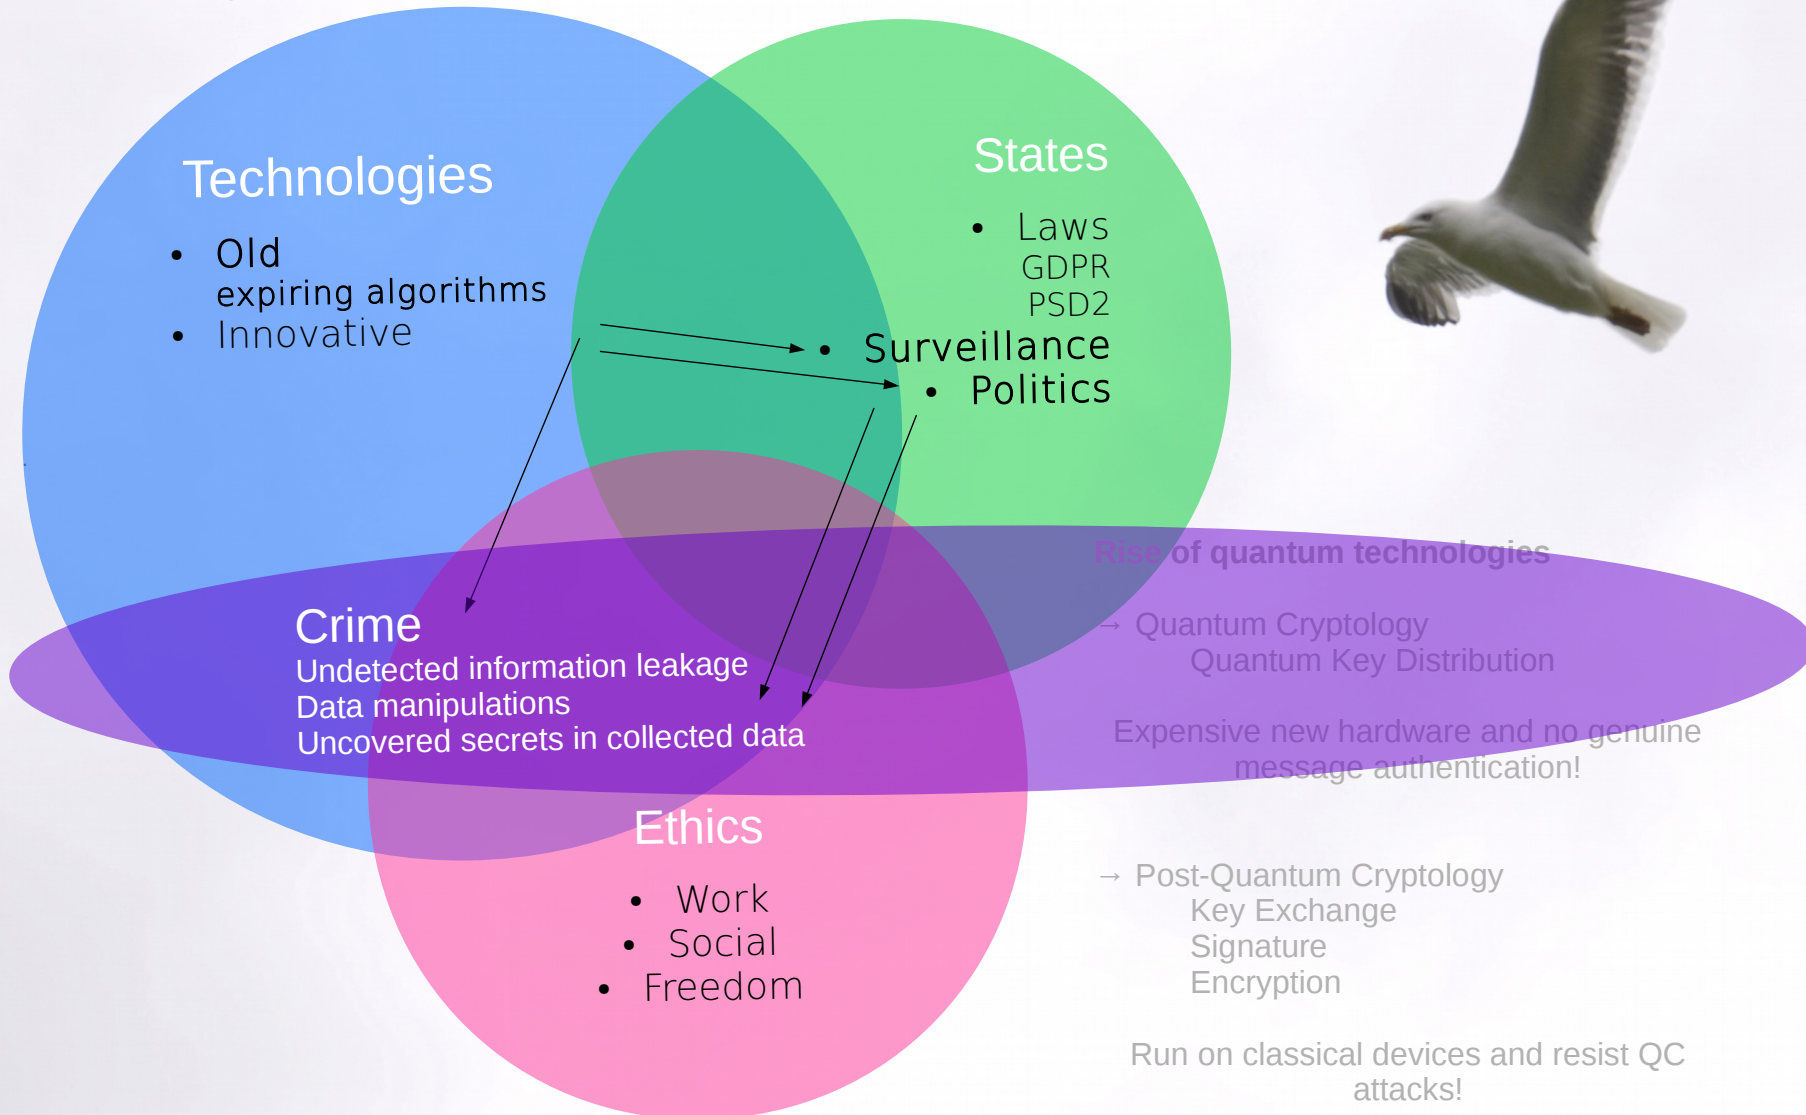 Technologies
• Old
expiring algorithms
• Innovative
States
• Laws
GDPR
PSD2
• Surveillance
• Politics
Crime
Undetected information leakage
Data manipulations
Uncovered secrets in collected data
Ethics
• Work
• Social
• Freedom
Rise of quantum technologies
→ Quantum Cryptology
Quantum Key Distribution
Expensive new hardware and no genuine
message authentication!
→ Post-Quantum Cryptology
Key Exchange
Signature
Encryption
Run on classical devices and resist QC
attacks!